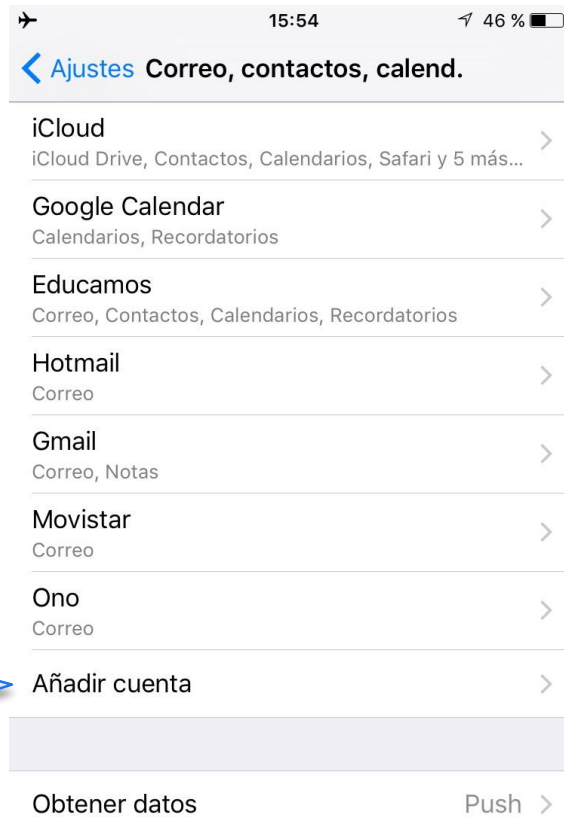 15:54 46 %
Ajustes Correo, contactos, calend.
iCloud
iCloud Drive, Contactos, Calendarios, Safari y 5 más...
Google Calendar
Calendarios, Recordatorios
Educamos
Correo, Contactos, Calendarios, Recordatorios
Hotmail
Correo
Gmail
Correo, Notas
Movistar
Correo
Ono
Correo
Añadir cuenta
Obtener datos Push